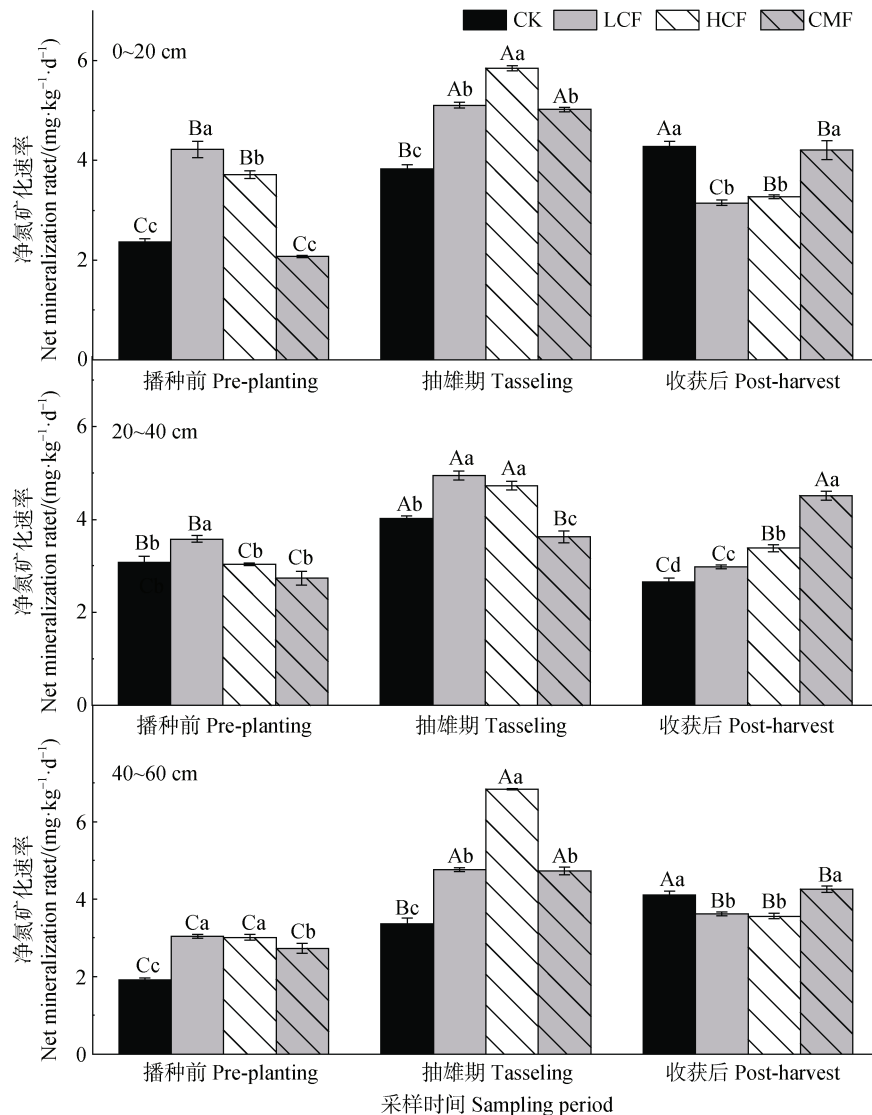 CK LCF HCF CMF
0~20 cm
净氮矿化速率
Net mineralization ratet/(mg·kg⁻¹·d⁻¹)
6
4
2
0
Cc Ba Bb Cc
Bc Ab Aa Ab
Aa Cb Bb Ba
播种前 Pre-planting 抽雄期 Tasseling 收获后 Post-harvest
20~40 cm
净氮矿化速率
Net mineralization ratet/(mg·kg⁻¹·d⁻¹)
6
4
2
0
Bb Ba Cb Cb
Ab Aa Aa Bc
Cd Cc Bb Aa
播种前 Pre-planting 抽雄期 Tasseling 收获后 Post-harvest
40~60 cm
净氮矿化速率
Net mineralization ratet/(mg·kg⁻¹·d⁻¹)
6
4
2
0
Cc Ca Ca Cb
Bc Ab Aa Ab
Aa Bb Bb Ba
播种前 Pre-planting 抽雄期 Tasseling 收获后 Post-harvest
采样时间 Sampling period